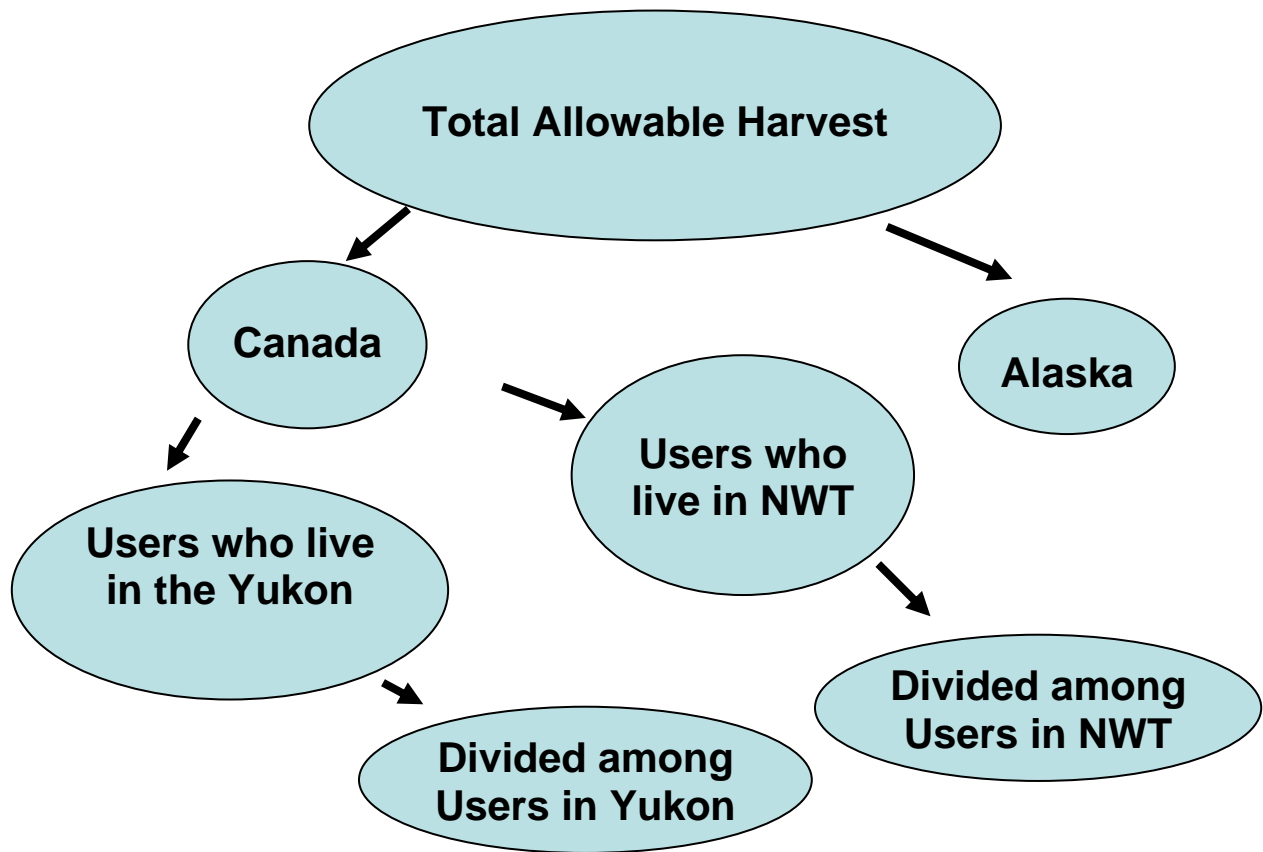 Total Allowable Harvest
Canada
Alaska
Users who
live in NWT
Users who live
in the Yukon
Divided among
Users in NWT
Divided among
Users in Yukon